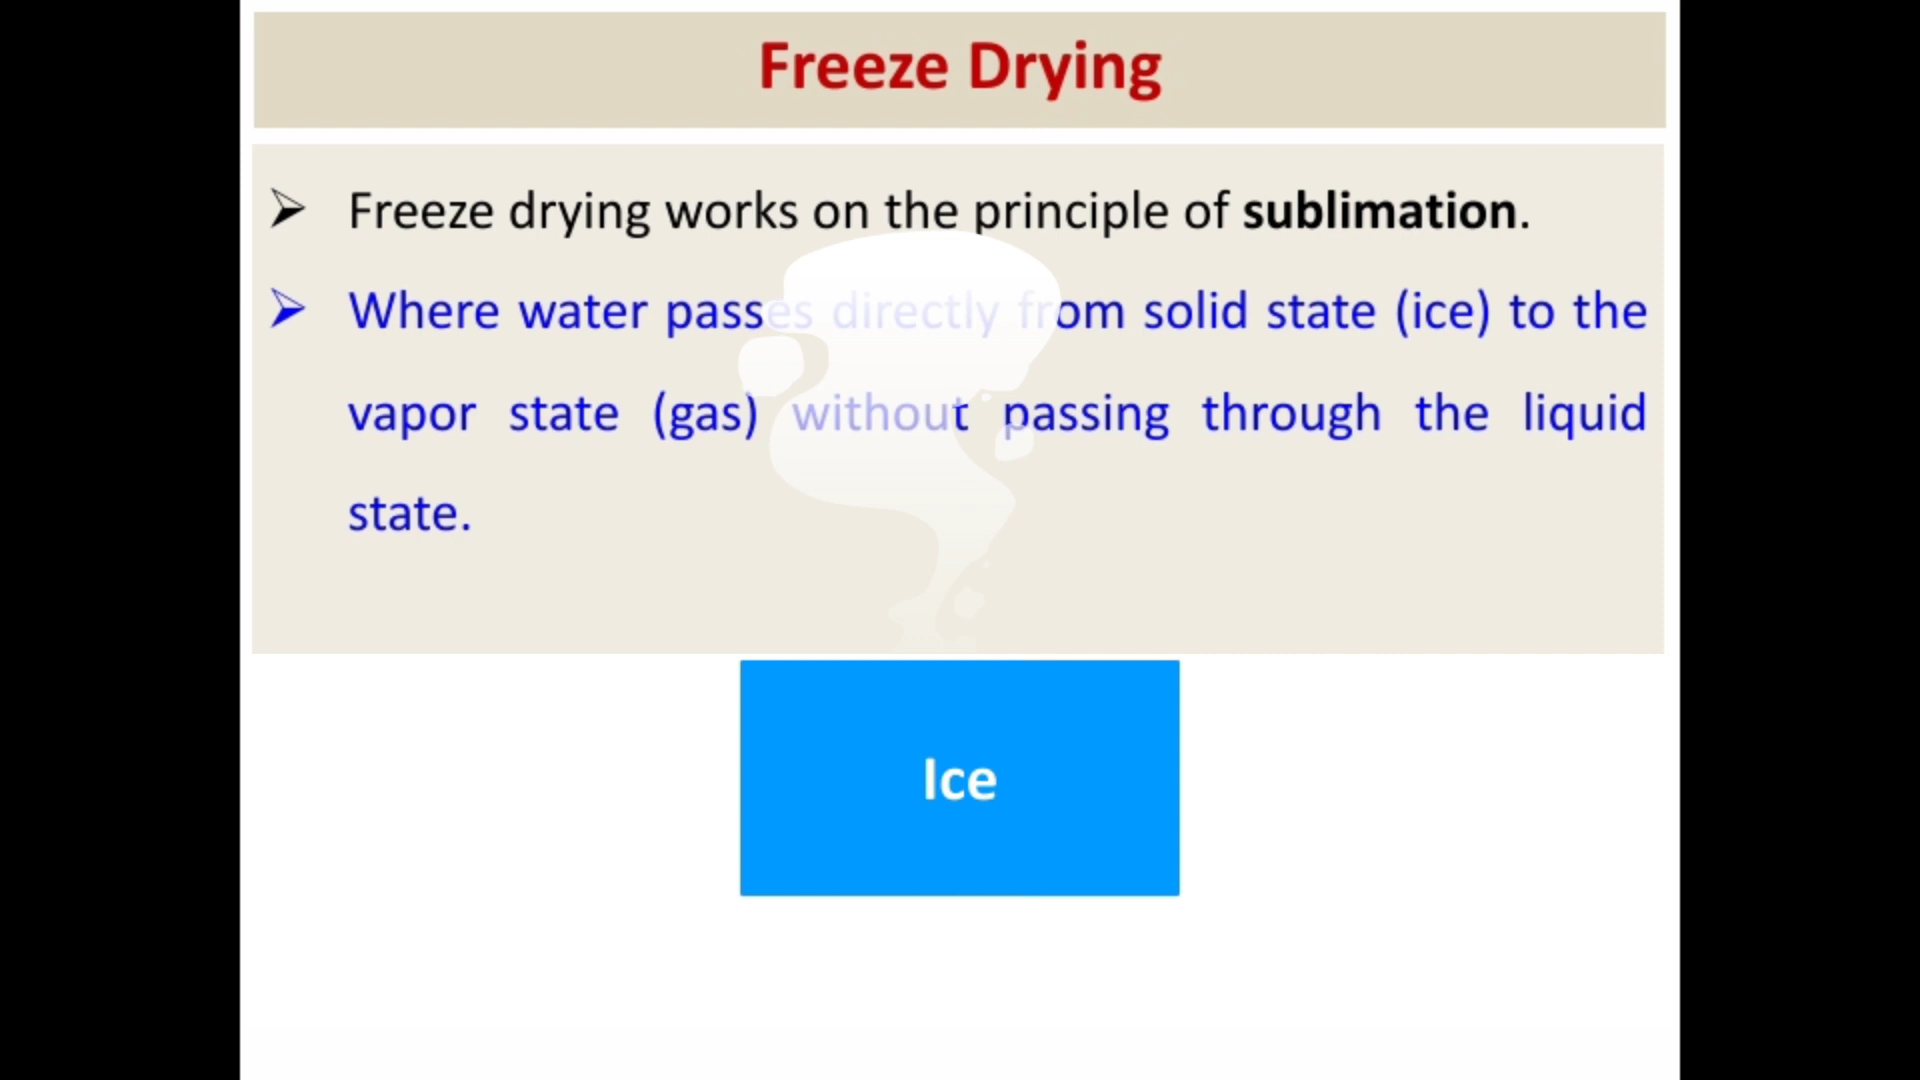 Freeze Drying
Freeze drying works on the principle of sublimation.
Where water passes directly from solid state (ice) to the
vapor state (gas) without passing through the liquid
state.
Ice